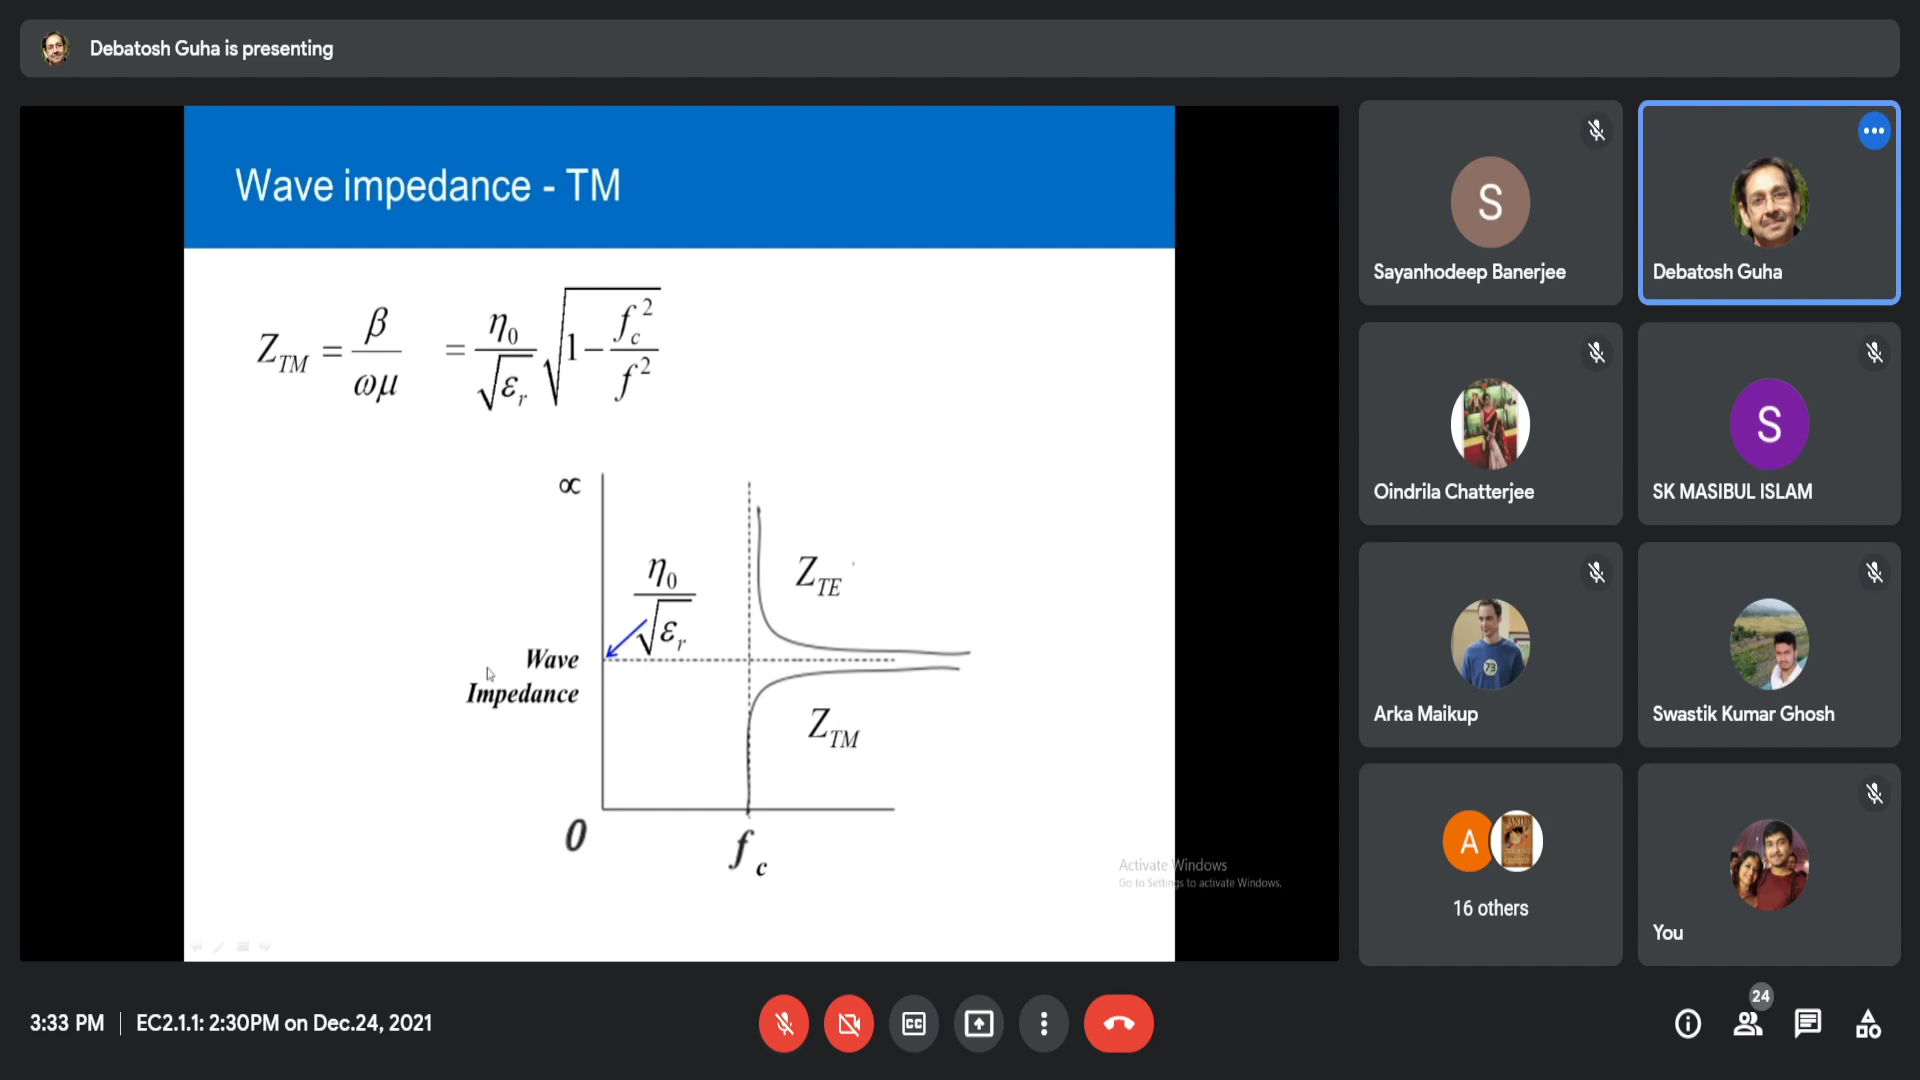 Debatosh Guha is presenting
Wave impedance - TM
Z_TM = β/ωμ = η₀/√ε_r √(1 − f_c²/f²)
∝
η₀/√ε_r
Z_TE
Wave
Impedance
Z_TM
0
f_c
Activate Windows
Go to Settings to activate Windows.
S
Sayanhodeep Banerjee
Debatosh Guha
Oindrila Chatterjee
S
SK MASIBUL ISLAM
73
Arka Maikup
Swastik Kumar Ghosh
A
WANTED
16 others
You
3:33 PM | EC2.1.1: 2:30PM on Dec.24, 2021
CC
24